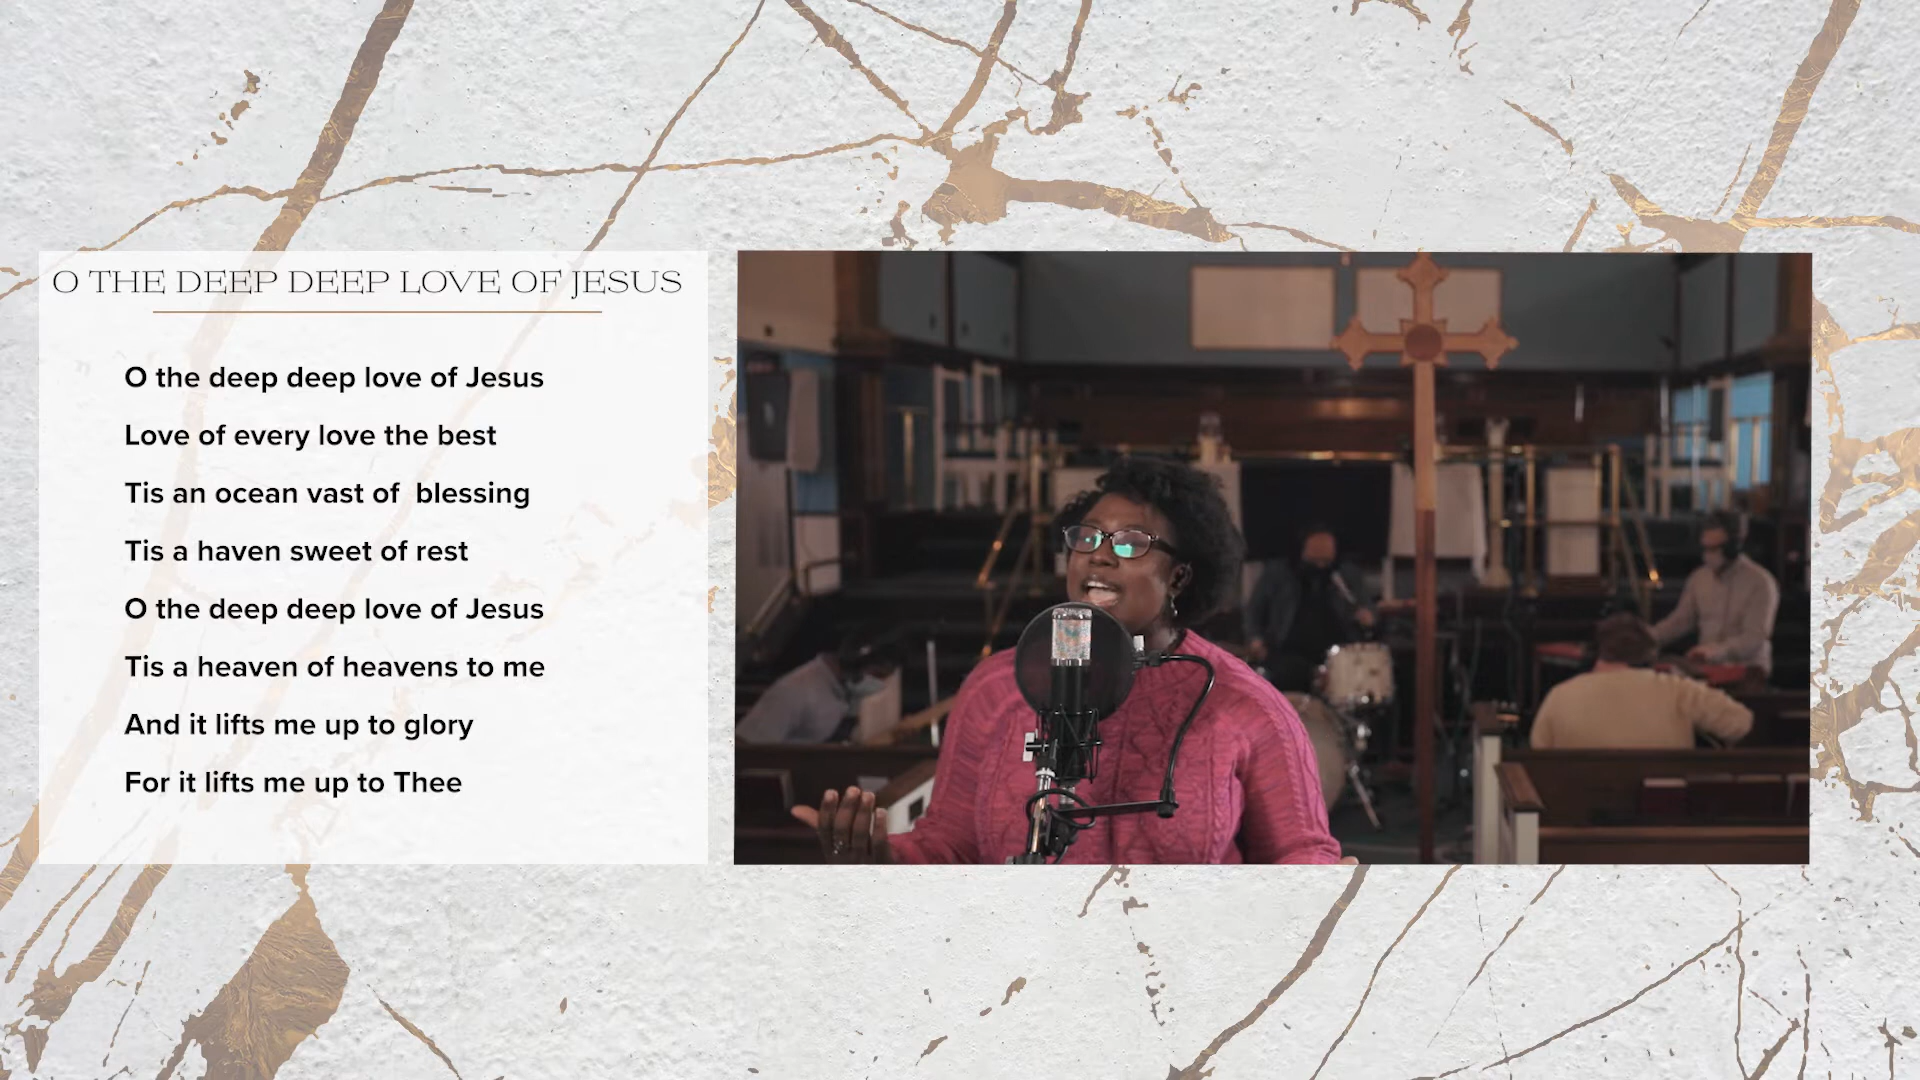 O THE DEEP DEEP LOVE OF JESUS
O the deep deep love of Jesus
Love of every love the best
Tis an ocean vast of  blessing
Tis a haven sweet of rest
O the deep deep love of Jesus
Tis a heaven of heavens to me
And it lifts me up to glory
For it lifts me up to Thee